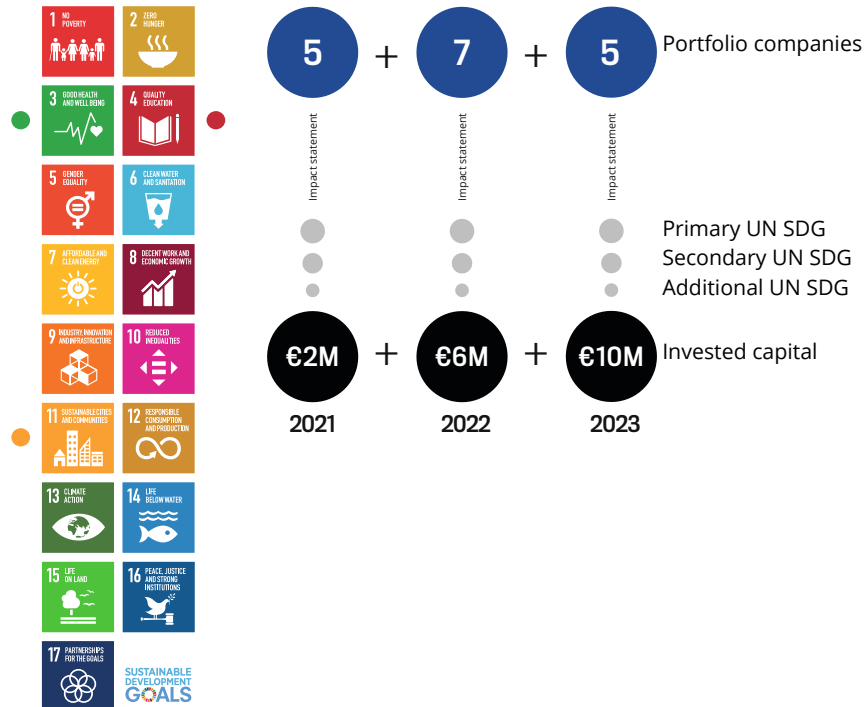 1 NO
POVERTY
2 ZERO
HUNGER
3 GOOD HEALTH
AND WELL BEING
4 QUALITY
EDUCATION
5 GENDER
EQUALITY
6 CLEAN WATER
AND SANITATION
7 AFFORDABLE AND
CLEAN ENERGY
8 DECENT WORK AND
ECONOMIC GROWTH
9 INDUSTRY, INNOVATION
AND INFRASTRUCTURE
10 REDUCED
INEQUALITIES
11 SUSTAINABLE CITIES
AND COMMUNITIES
12 RESPONSIBLE
CONSUMPTION
AND PRODUCTION
13 CLIMATE
ACTION
14 LIFE
BELOW WATER
15 LIFE
ON LAND
16 PEACE, JUSTICE
AND STRONG
INSTITUTIONS
17 PARTNERSHIPS
FOR THE GOALS
SUSTAINABLE
DEVELOPMENT
GOALS
5 + 7 + 5 Portfolio companies
Impact statement
Impact statement
Impact statement
Primary UN SDG
Secondary UN SDG
Additional UN SDG
€2M + €6M + €10M Invested capital
2021 2022 2023